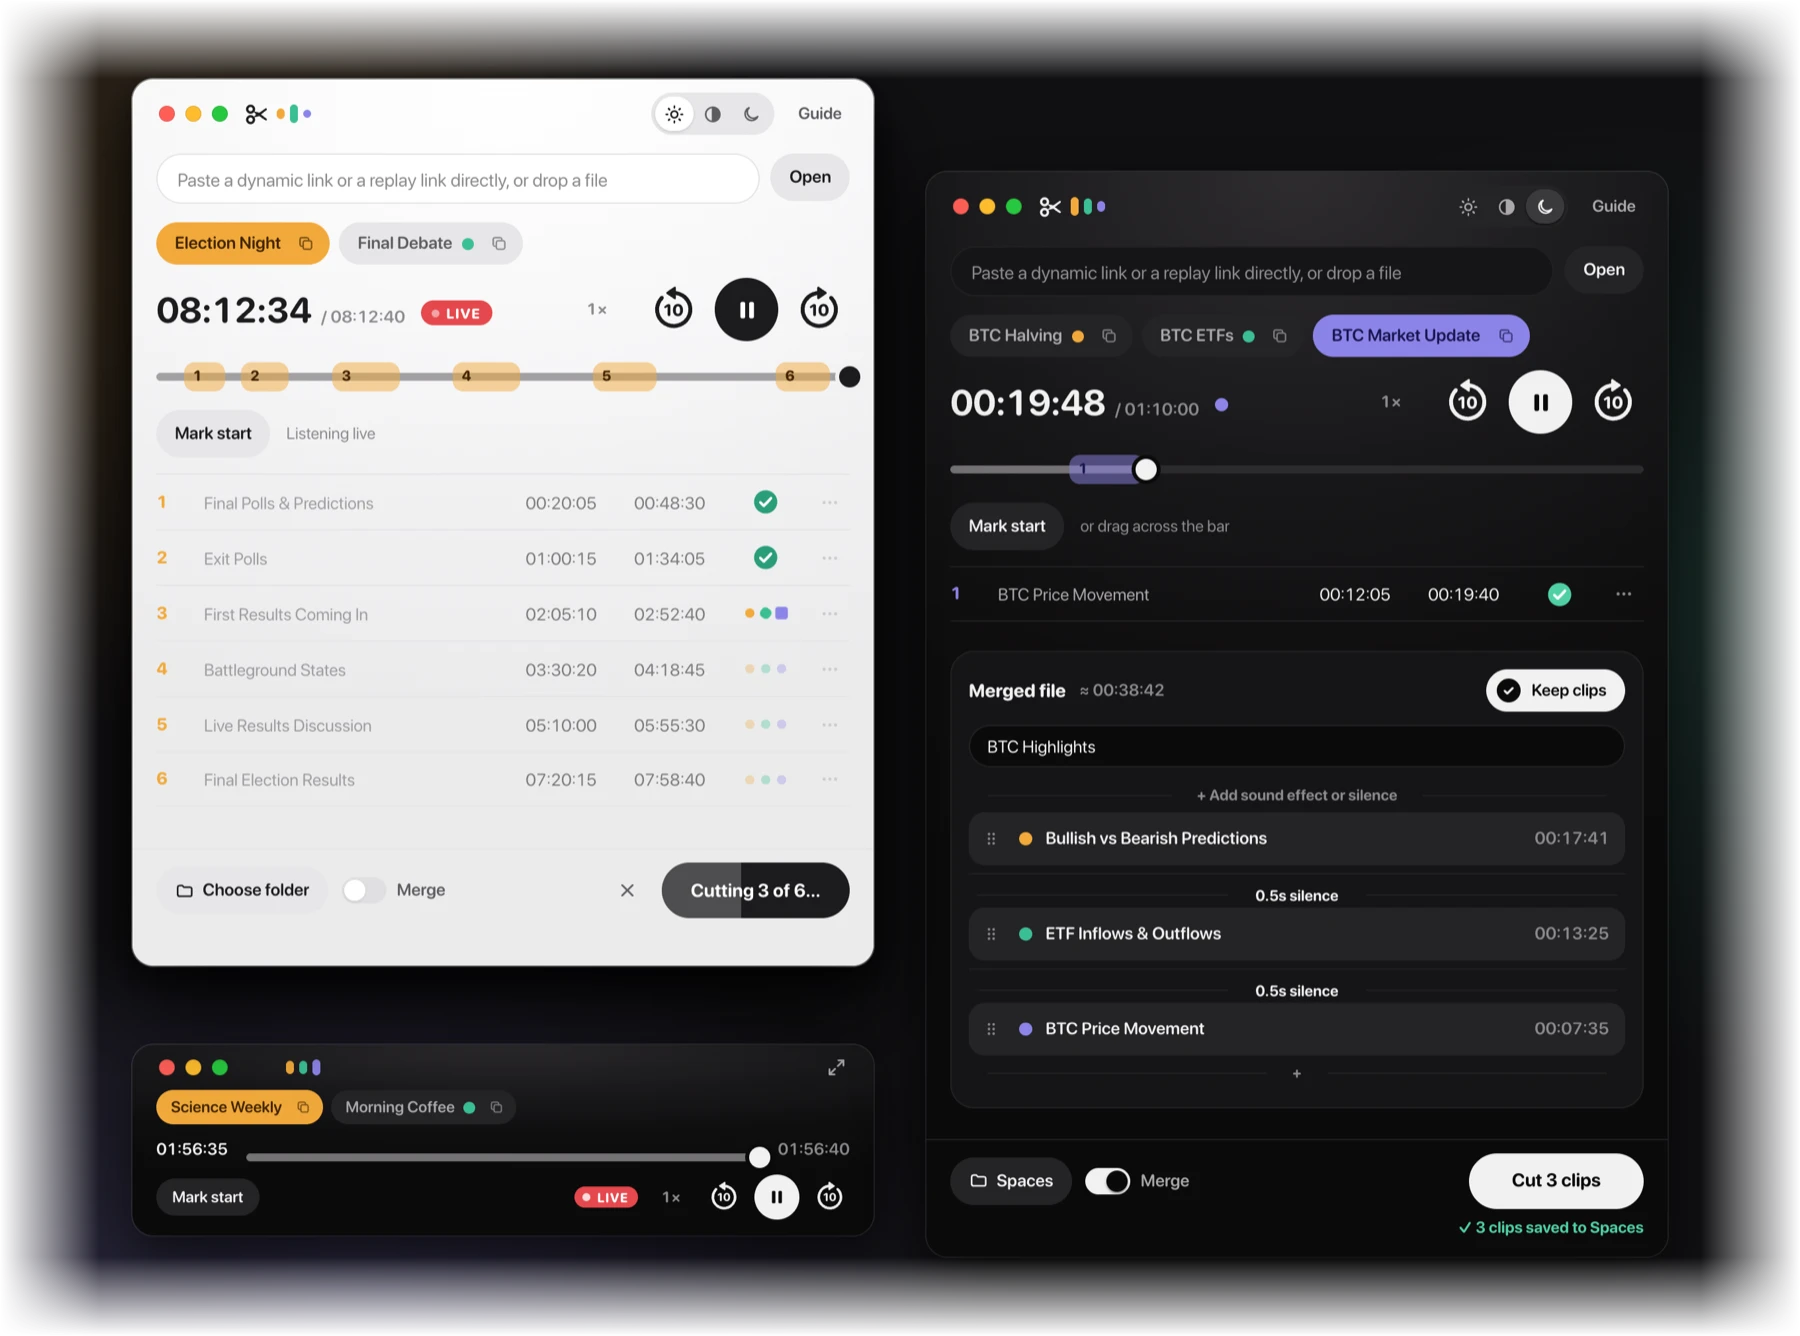 Guide
Paste a dynamic link or a replay link directly, or drop a file
Open
Election Night
Final Debate
08:12:34 / 08:12:40 LIVE 1× 10 10
1 2 3 4 5 6
Mark start Listening live
1 Final Polls & Predictions 00:20:05 00:48:30
2 Exit Polls 01:00:15 01:34:05
3 First Results Coming In 02:05:10 02:52:40
4 Battleground States 03:30:20 04:18:45
5 Live Results Discussion 05:10:00 05:55:30
6 Final Election Results 07:20:15 07:58:40
Choose folder Merge Cutting 3 of 6...
Science Weekly Morning Coffee
01:56:35 01:56:40
Mark start LIVE 1× 10 10
Guide
Paste a dynamic link or a replay link directly, or drop a file
Open
BTC Halving BTC ETFs BTC Market Update
00:19:48 / 01:10:00 1× 10 10
1
Mark start or drag across the bar
1 BTC Price Movement 00:12:05 00:19:40
Merged file ≈ 00:38:42 Keep clips
BTC Highlights
+ Add sound effect or silence
Bullish vs Bearish Predictions 00:17:41
0.5s silence
ETF Inflows & Outflows 00:13:25
0.5s silence
BTC Price Movement 00:07:35
+
Spaces Merge Cut 3 clips
✓ 3 clips saved to Spaces